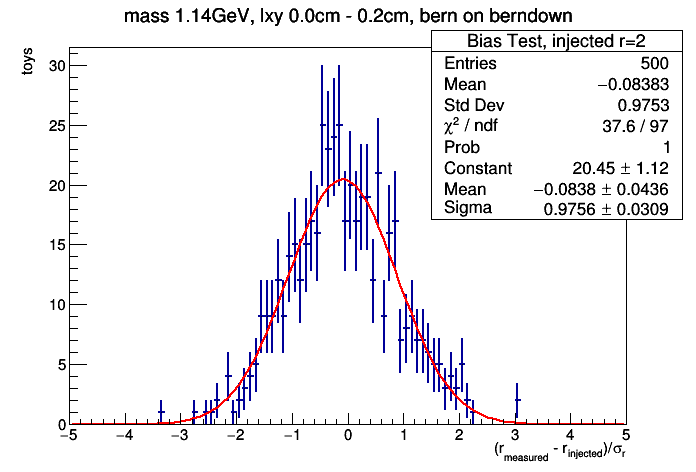 mass 1.14GeV, lxy 0.0cm - 0.2cm, bern on berndown
Bias Test, injected r=2
Entries 500
Mean −0.08383
Std Dev 0.9753
χ² / ndf 37.6 / 97
Prob 1
Constant 20.45 ± 1.12
Mean −0.0838 ± 0.0436
Sigma 0.9756 ± 0.0309
toys
30
25
20
15
10
5
0
−5 −4 −3 −2 −1 0 1 2 3 4 5
(r_measured - r_injected)/σ_r